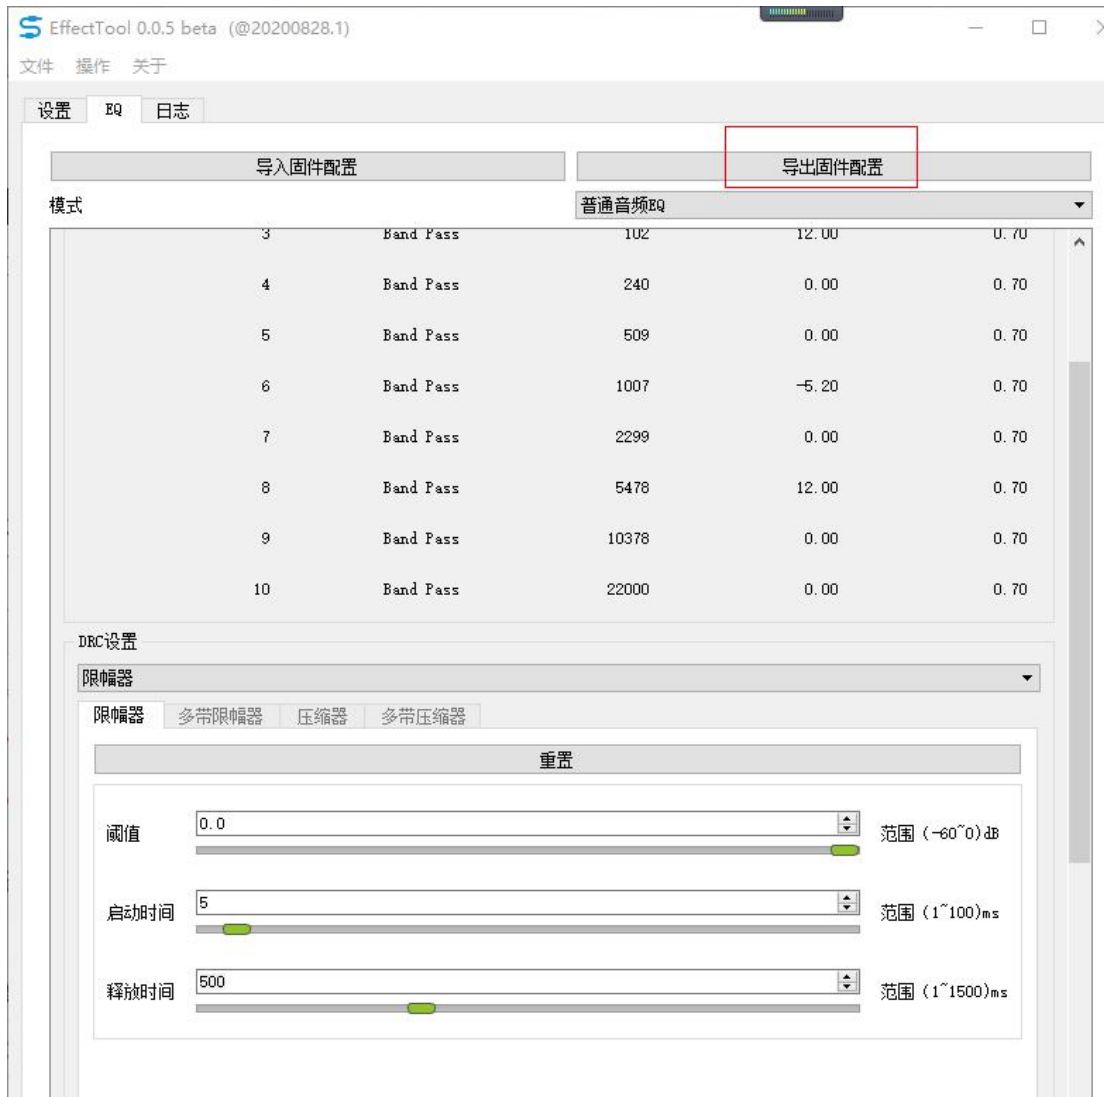 EffectTool 0.0.5 beta (@20200828.1)
文件 操作 关于
设置 EQ 日志
导入固件配置 导出固件配置
模式 普通音频EQ
3 Band Pass 102 12.00 0.70
4 Band Pass 240 0.00 0.70
5 Band Pass 509 0.00 0.70
6 Band Pass 1007 -5.20 0.70
7 Band Pass 2299 0.00 0.70
8 Band Pass 5478 12.00 0.70
9 Band Pass 10378 0.00 0.70
10 Band Pass 22000 0.00 0.70
DRC设置
限幅器
限幅器 多带限幅器 压缩器 多带压缩器
重置
阈值 0.0 范围 (-60~0)dB
启动时间 5 范围 (1~100)ms
释放时间 500 范围 (1~1500)ms